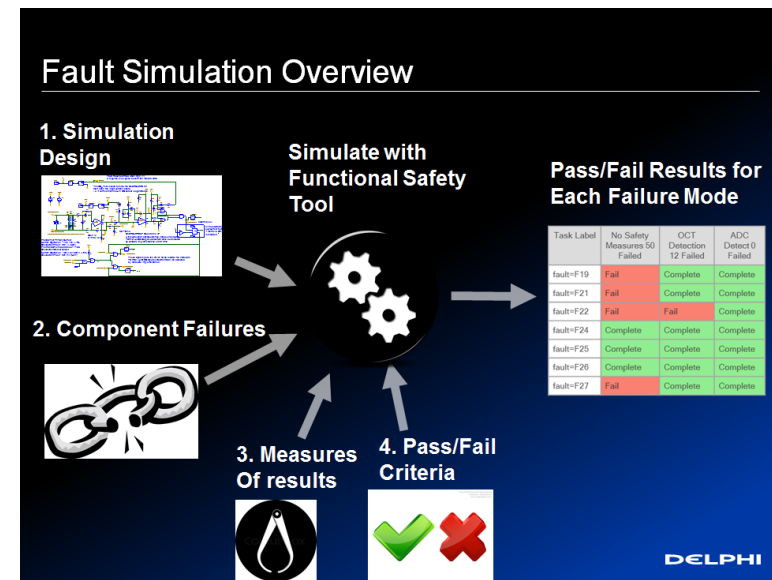 Fault Simulation Overview
1. Simulation
Design
Simulate with
Functional Safety
Tool
Pass/Fail Results for
Each Failure Mode
2. Component Failures
3. Measures
Of results
4. Pass/Fail
Criteria
Task Label No Safety Measures 50 Failed OCT Detection 12 Failed ADC Detect 0 Failed
fault=F19 Fail Complete Complete
fault=F21 Fail Complete Complete
fault=F22 Fail Fail Complete
fault=F24 Complete Complete Complete
fault=F25 Complete Complete Complete
fault=F26 Complete Complete Complete
fault=F27 Fail Complete Complete
DELPHI